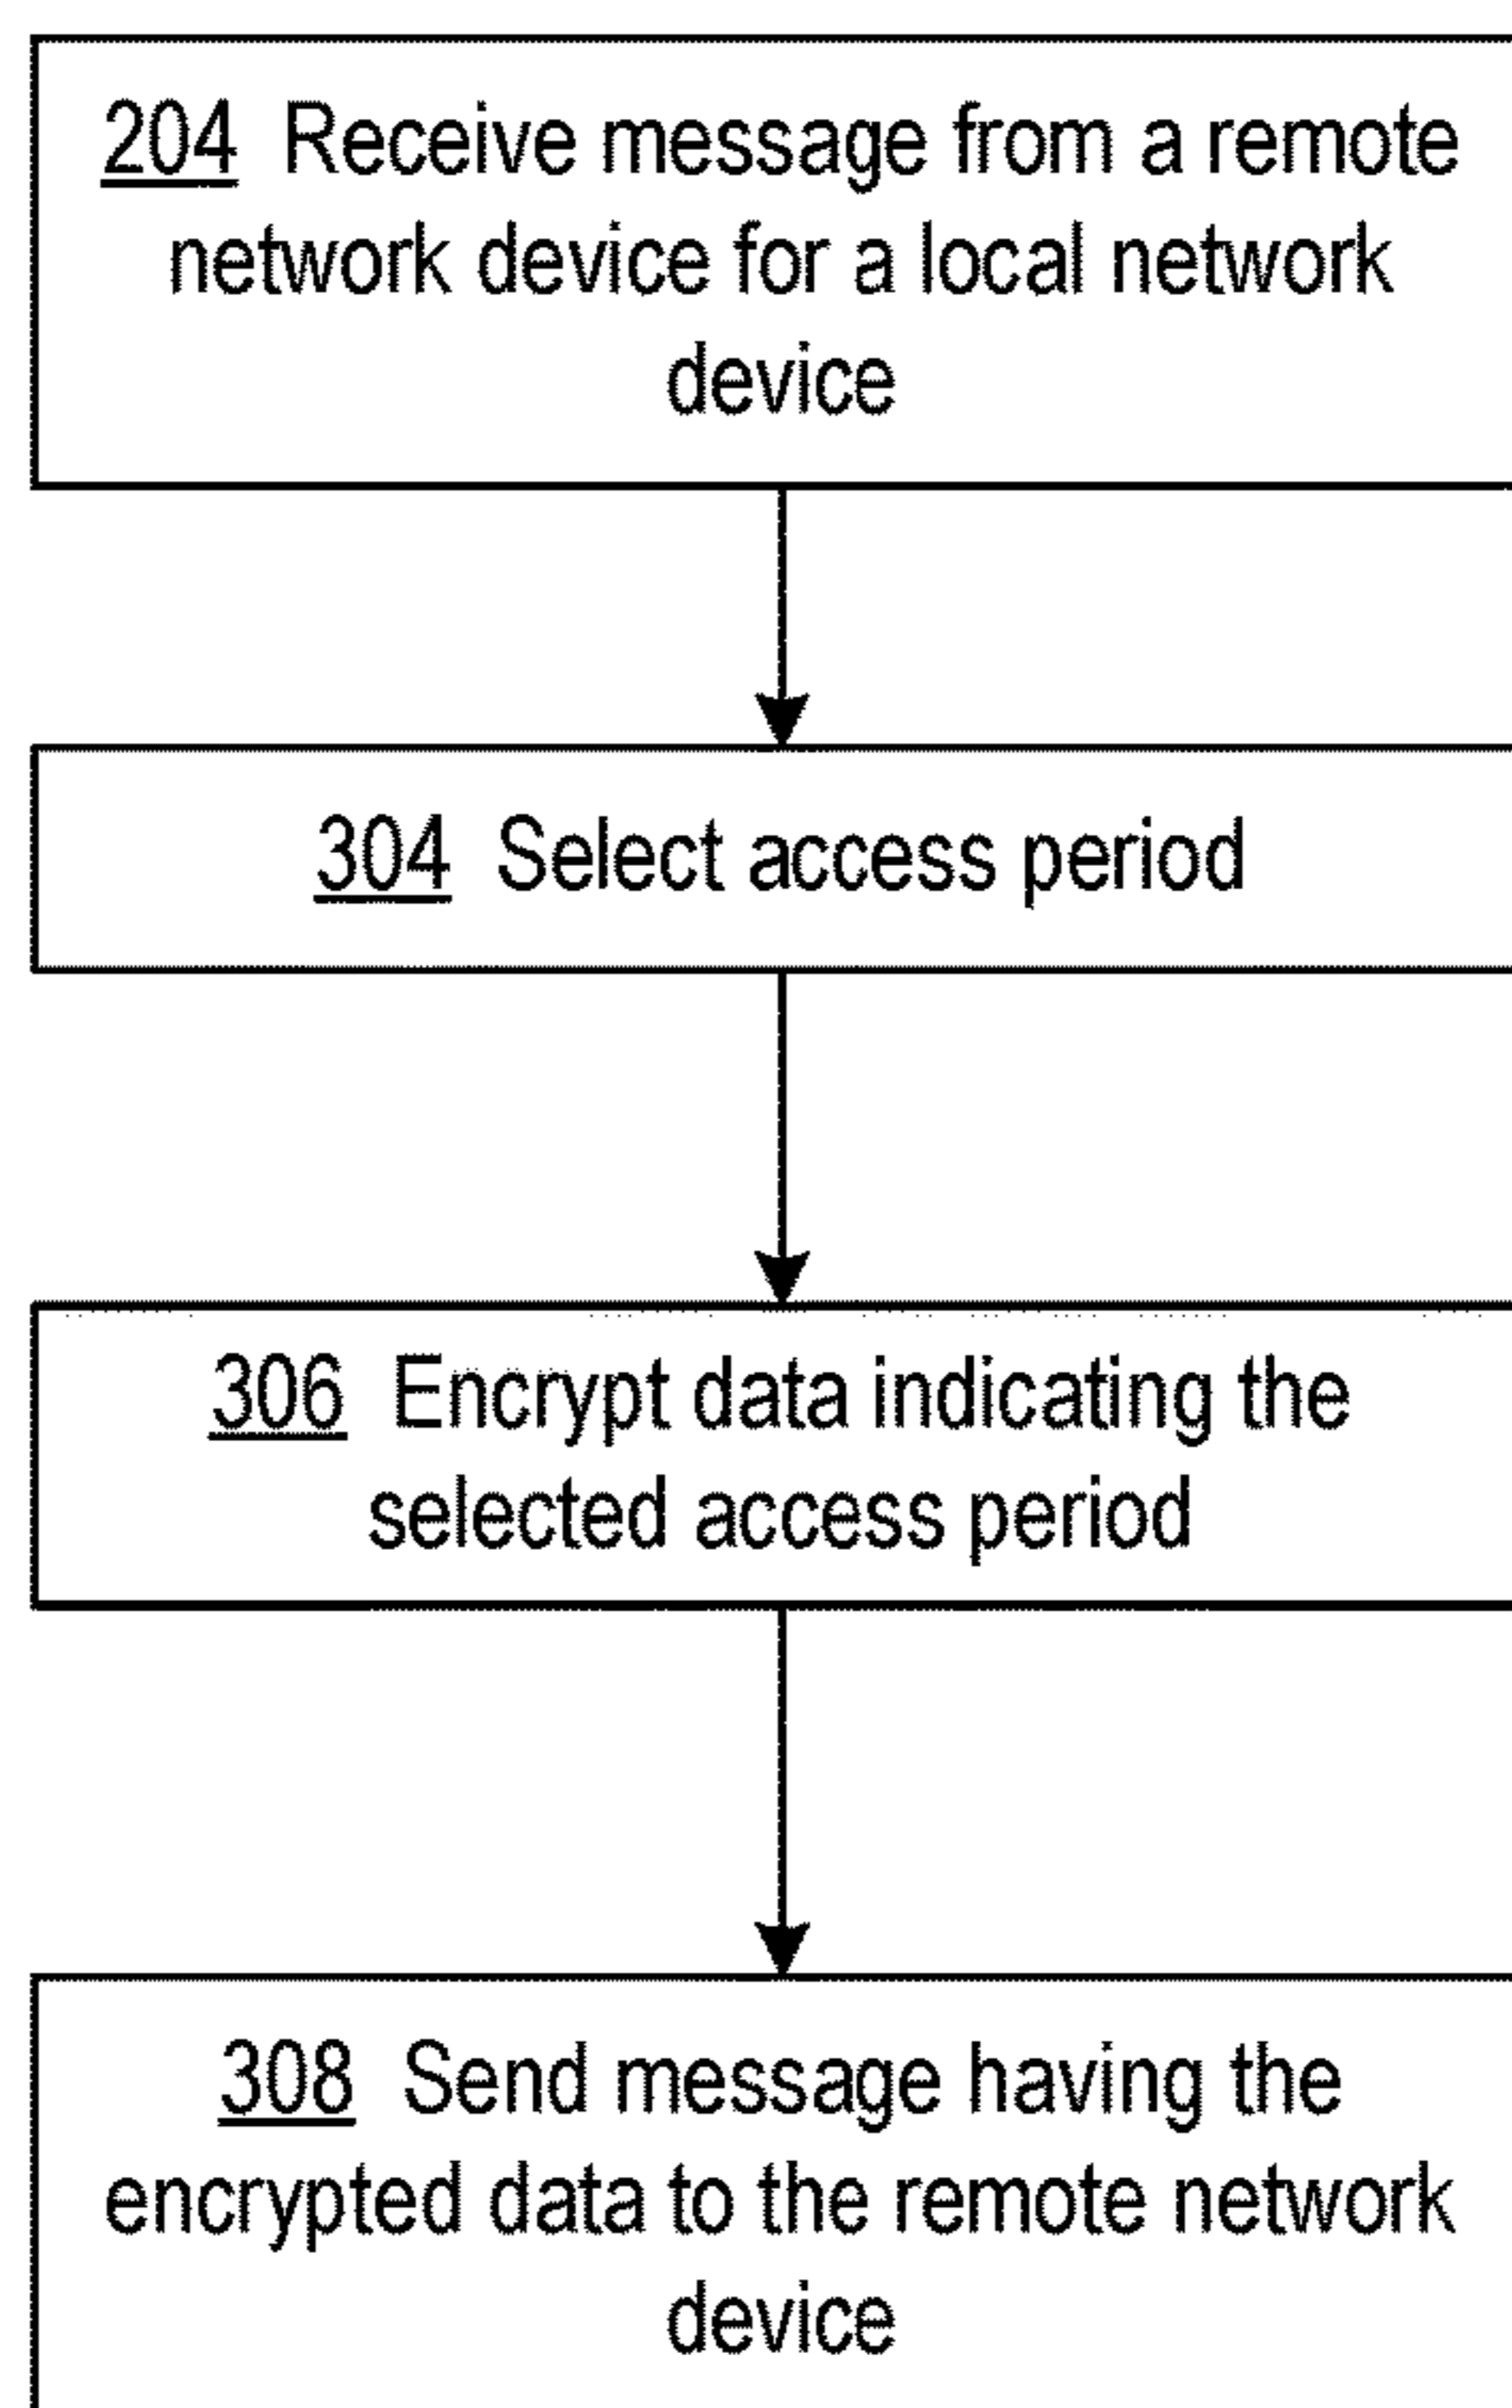 204 Receive message from a remote
network device for a local network
device
304 Select access period
306 Encrypt data indicating the
selected access period
308 Send message having the
encrypted data to the remote network
device